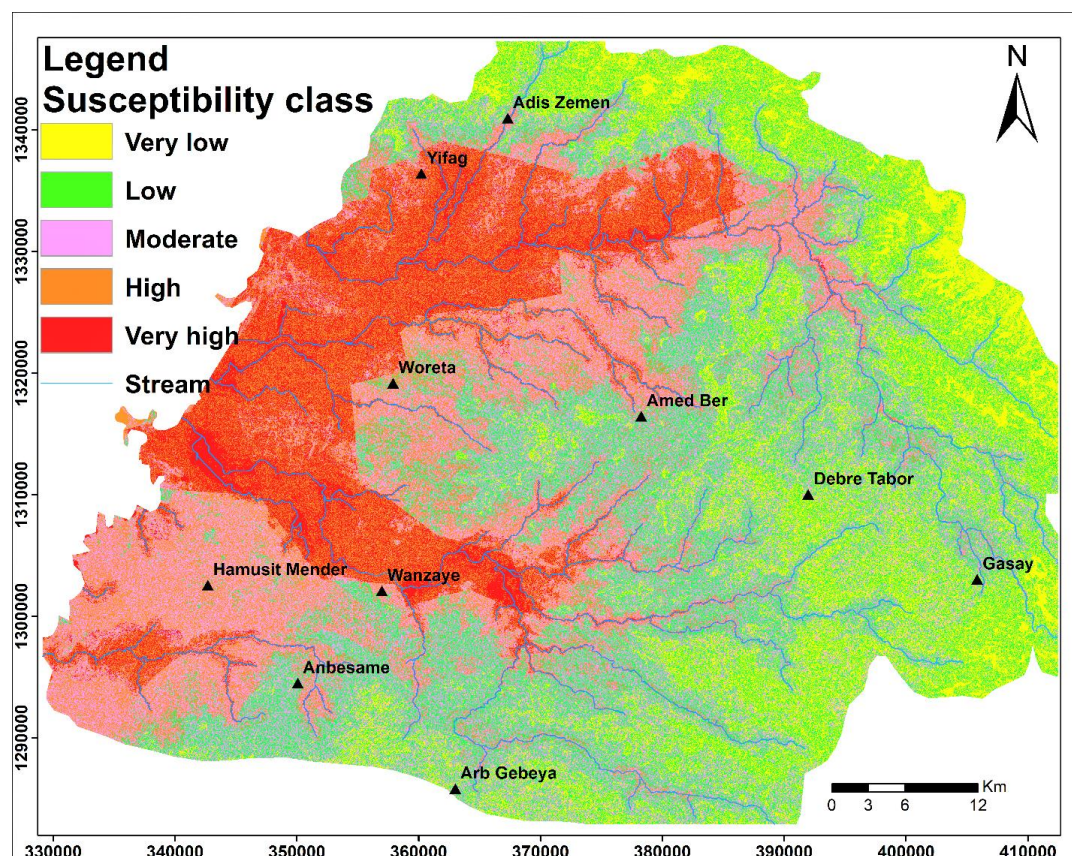 Legend
Susceptibility class
Very low
Low
Moderate
High
Very high
Stream
N
Adis Zemen
Yifag
Woreta
Amed Ber
Debre Tabor
Hamusit Mender
Wanzaye
Gasay
Anbesame
Arb Gebeya
Km
0 3 6 12
1340000
1330000
1320000
1310000
1300000
1290000
330000 340000 350000 360000 370000 380000 390000 400000 410000